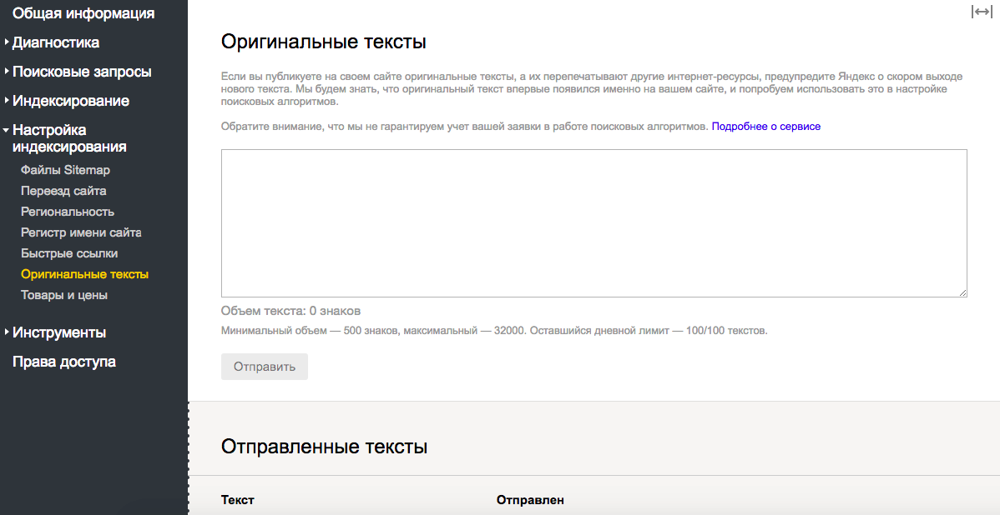 Общая информация
Диагностика
Поисковые запросы
Индексирование
Настройка
индексирования
Файлы Sitemap
Переезд сайта
Региональность
Регистр имени сайта
Быстрые ссылки
Оригинальные тексты
Товары и цены
Инструменты
Права доступа
Оригинальные тексты
Если вы публикуете на своем сайте оригинальные тексты, а их перепечатывают другие интернет-ресурсы, предупредите Яндекс о скором выходе
нового текста. Мы будем знать, что оригинальный текст впервые появился именно на вашем сайте, и попробуем использовать это в настройке
поисковых алгоритмов.
Обратите внимание, что мы не гарантируем учет вашей заявки в работе поисковых алгоритмов. Подробнее о сервисе
Объем текста: 0 знаков
Минимальный объем — 500 знаков, максимальный — 32000. Оставшийся дневной лимит — 100/100 текстов.
Отправить
Отправленные тексты
Текст Отправлен